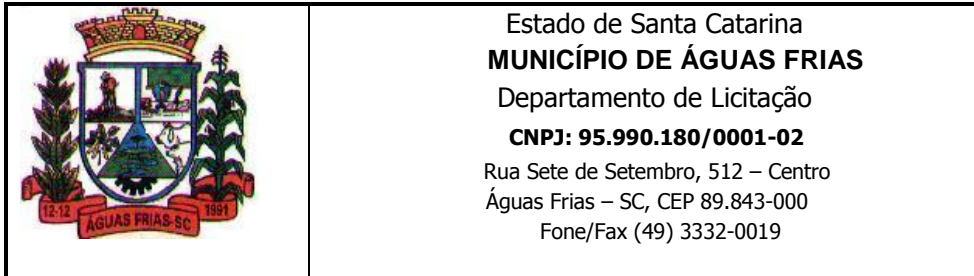 Estado de Santa Catarina
MUNICÍPIO DE ÁGUAS FRIAS
Departamento de Licitação
CNPJ: 95.990.180/0001-02
Rua Sete de Setembro, 512 – Centro
Águas Frias – SC, CEP 89.843-000
Fone/Fax (49) 3332-0019
12-12
ÁGUAS FRIAS-SC
1991